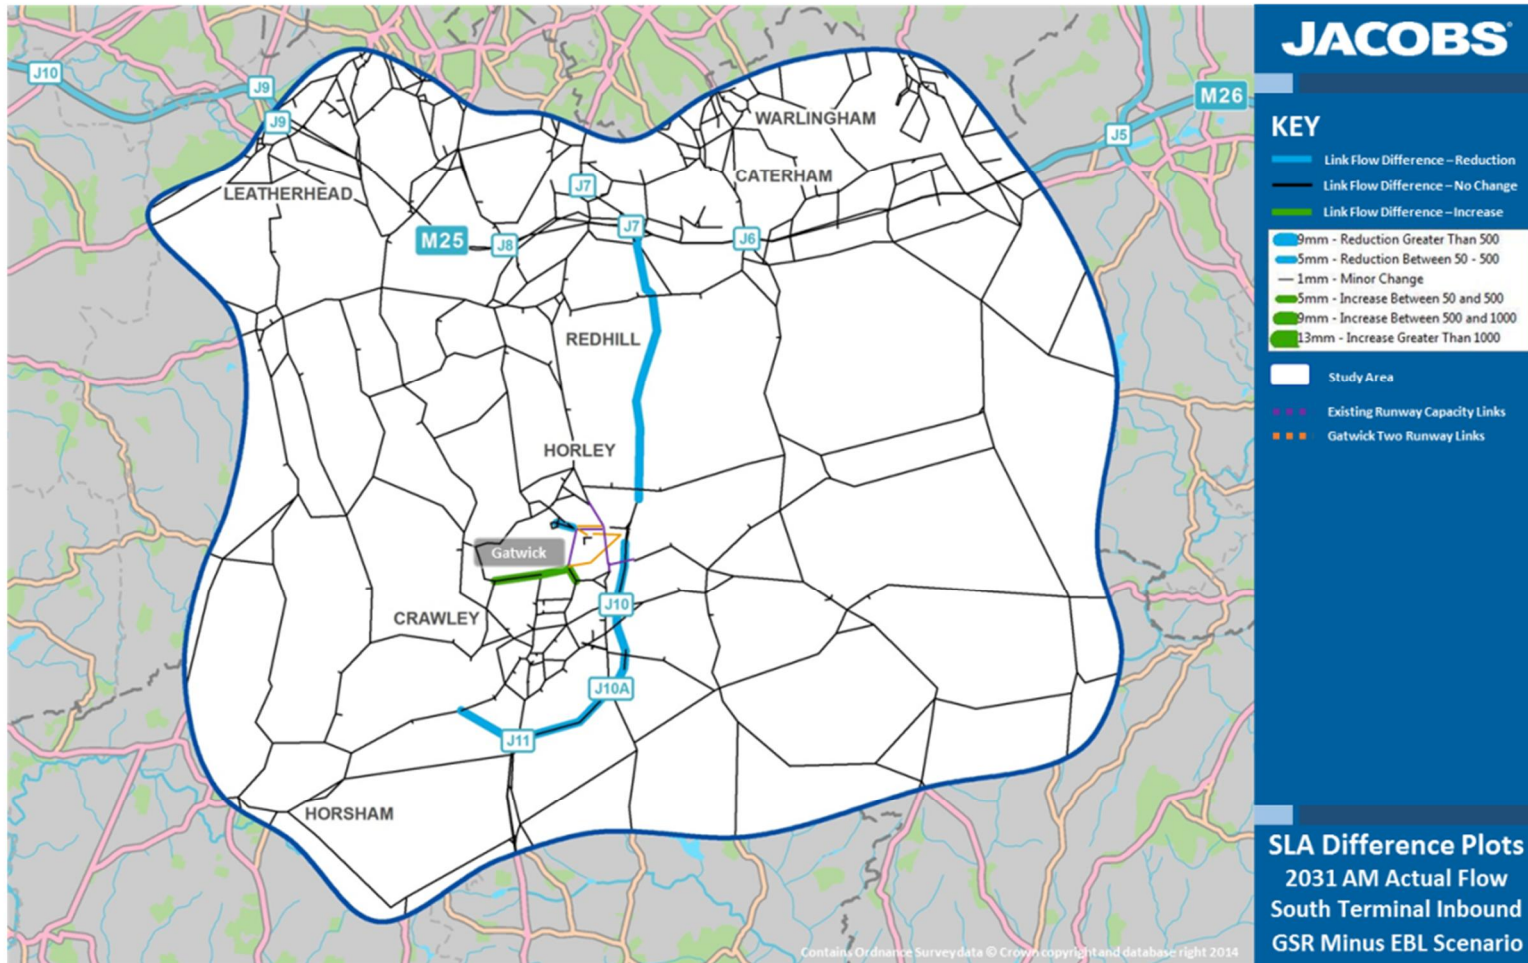 J10
J9
J9
LEATHERHEAD
M25
J8
J7
J7
J6
WARLINGHAM
CATERHAM
J5
M26
REDHILL
HORLEY
Gatwick
CRAWLEY
J10
J10A
J11
HORSHAM
Contains Ordnance Survey data © Crown copyright and database right 2014
JACOBS
KEY
Link Flow Difference – Reduction
Link Flow Difference – No Change
Link Flow Difference – Increase
9mm - Reduction Greater Than 500
5mm - Reduction Between 50 - 500
1mm - Minor Change
5mm - Increase Between 50 and 500
9mm - Increase Between 500 and 1000
13mm - Increase Greater Than 1000
Study Area
Existing Runway Capacity Links
Gatwick Two Runway Links
SLA Difference Plots
2031 AM Actual Flow
South Terminal Inbound
GSR Minus EBL Scenario